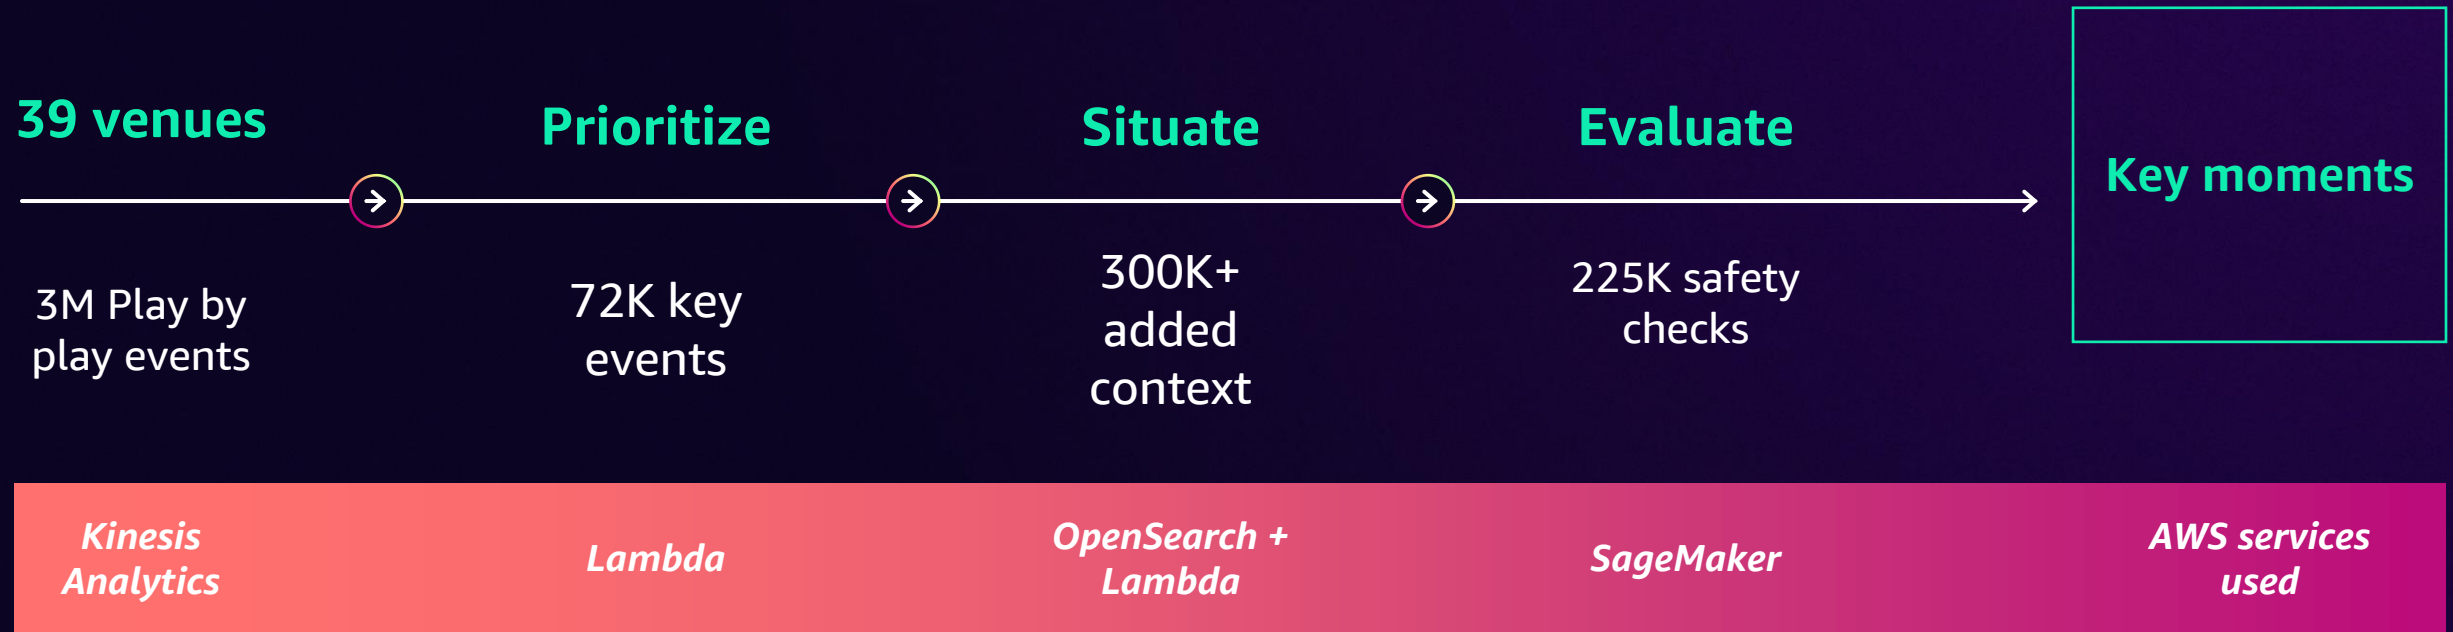 39 venues
Prioritize
Situate
Evaluate
Key moments
3M Play by
play events
72K key
events
300K+
added
context
225K safety
checks
Kinesis
Analytics
Lambda
OpenSearch +
Lambda
SageMaker
AWS services
used